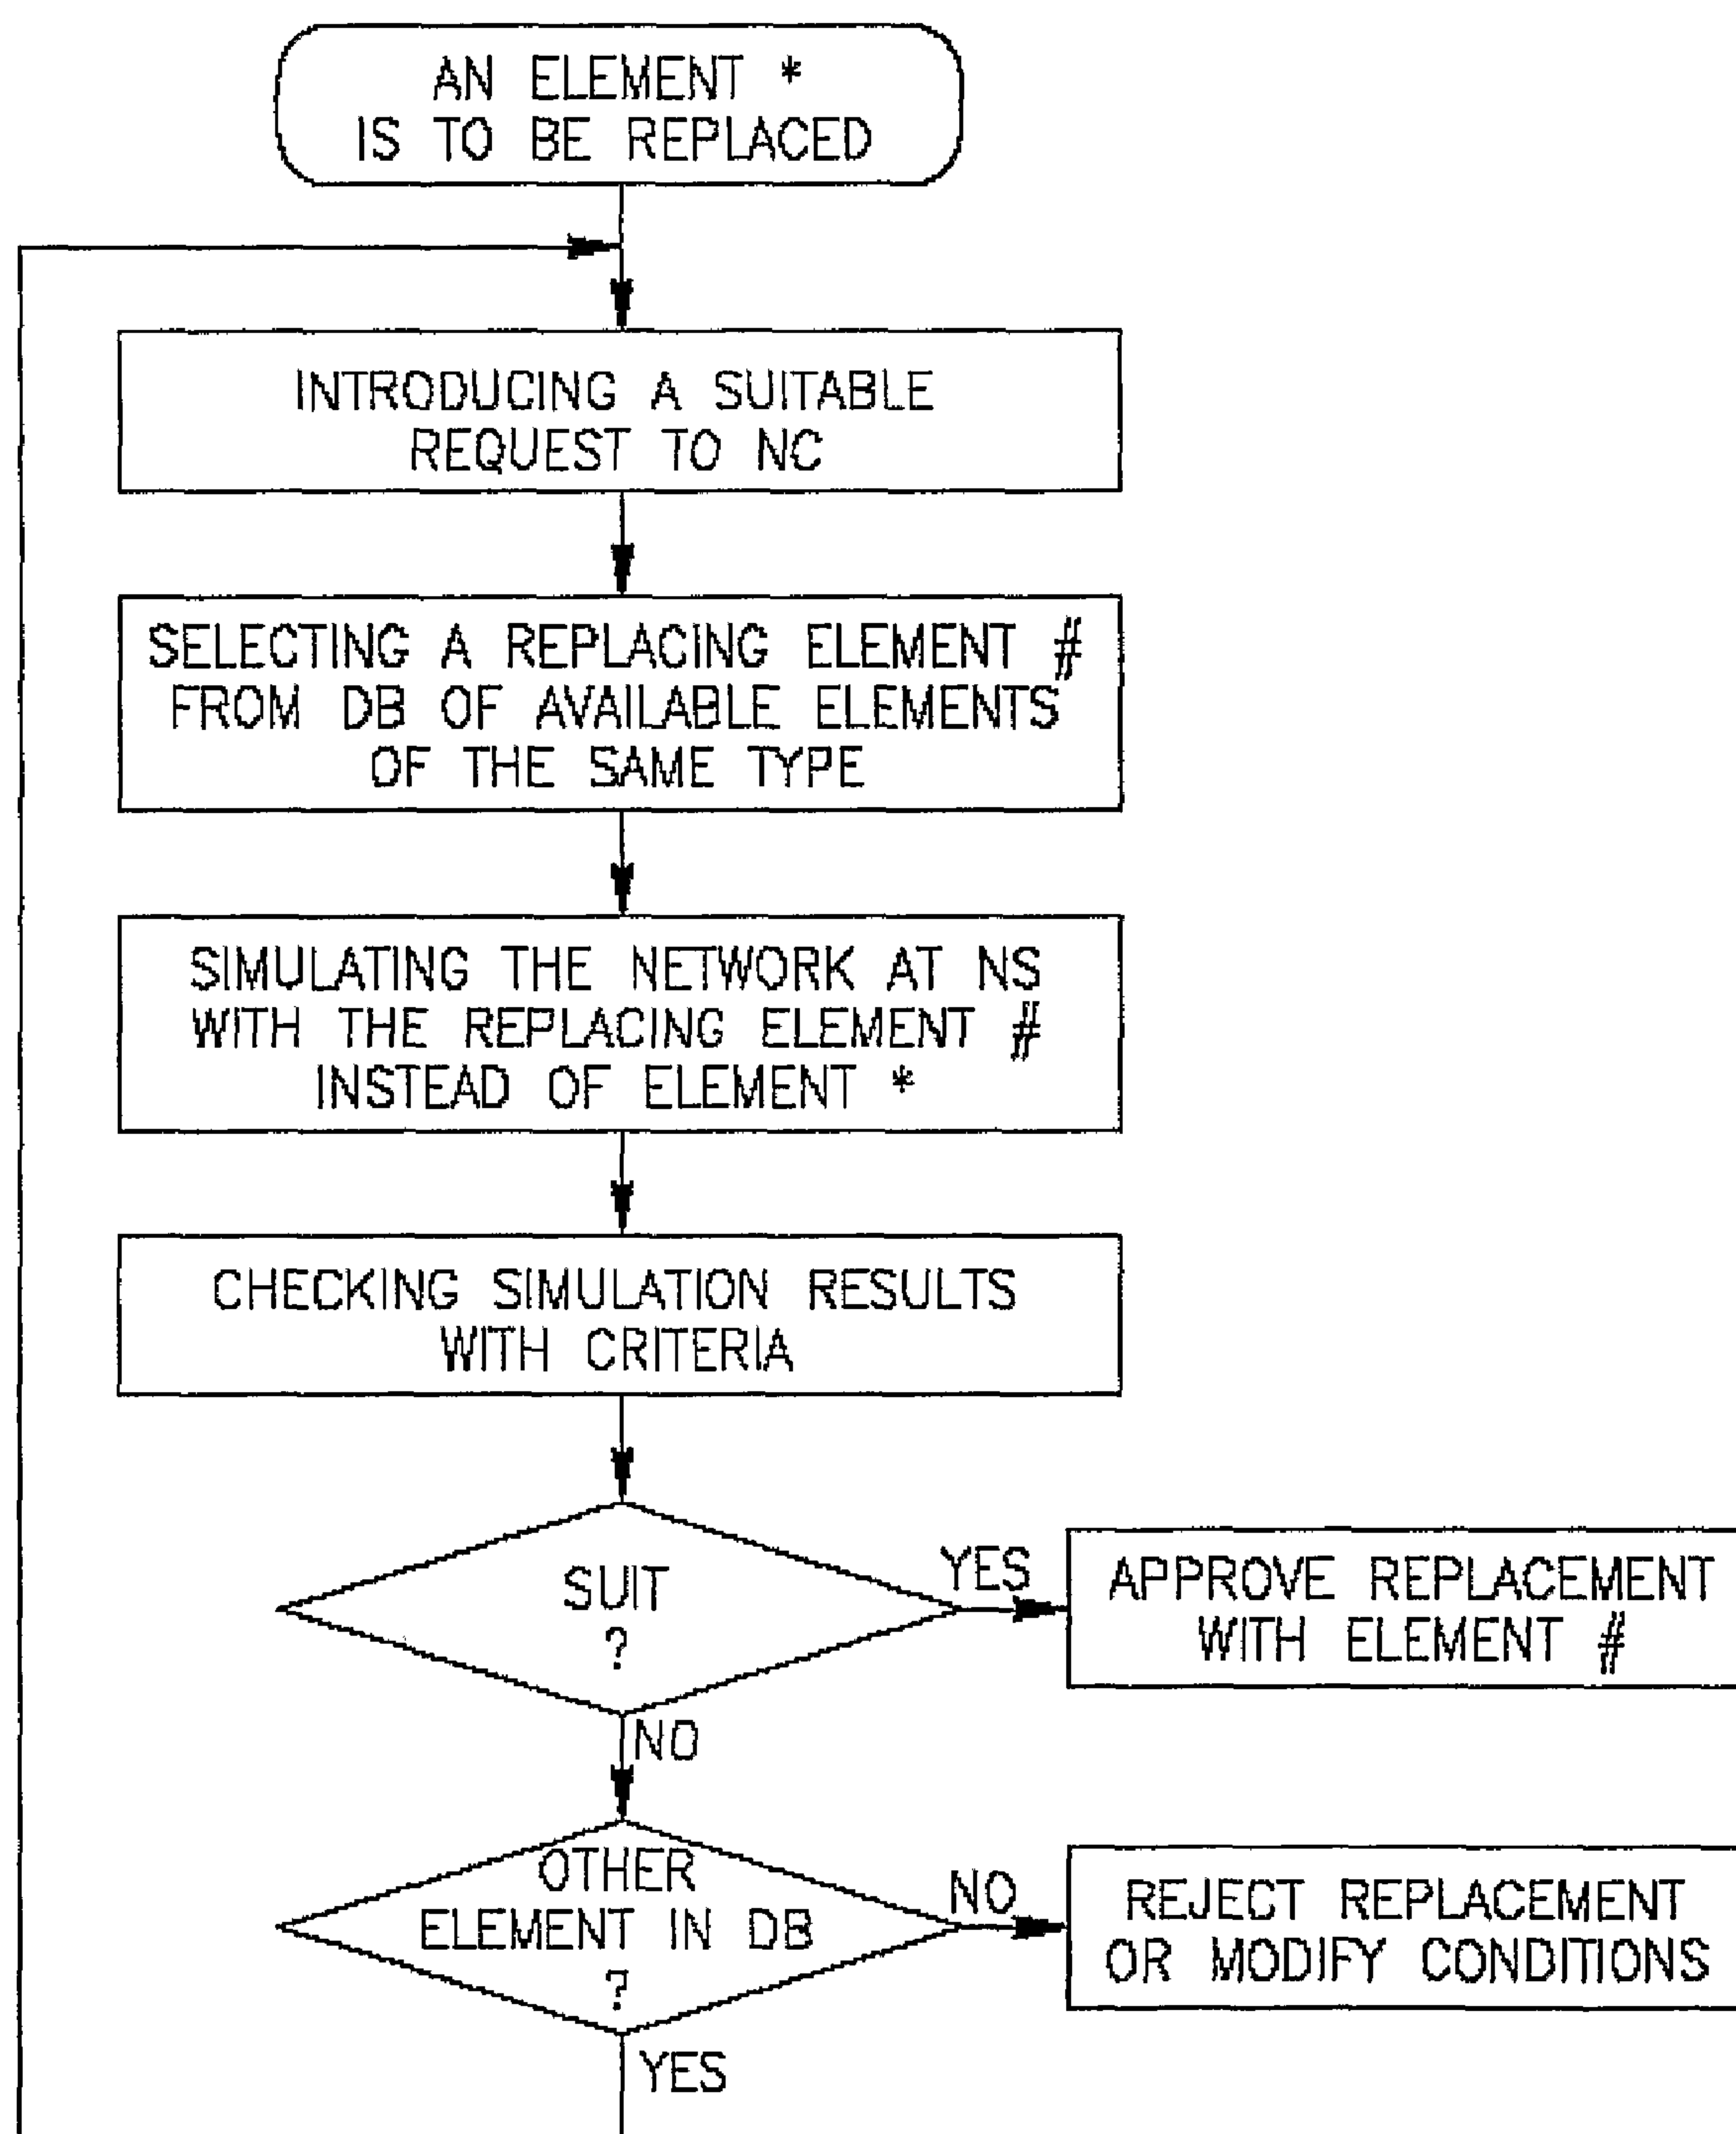 AN ELEMENT *
IS TO BE REPLACED
INTRODUCING A SUITABLE
REQUEST TO NC
SELECTING A REPLACING ELEMENT #
FROM DB OF AVAILABLE ELEMENTS
OF THE SAME TYPE
SIMULATING THE NETWORK AT NS
WITH THE REPLACING ELEMENT #
INSTEAD OF ELEMENT *
CHECKING SIMULATION RESULTS
WITH CRITERIA
SUIT
?
YES
APPROVE REPLACEMENT
WITH ELEMENT #
NO
OTHER
ELEMENT IN DB
?
NO
REJECT REPLACEMENT
OR MODIFY CONDITIONS
YES